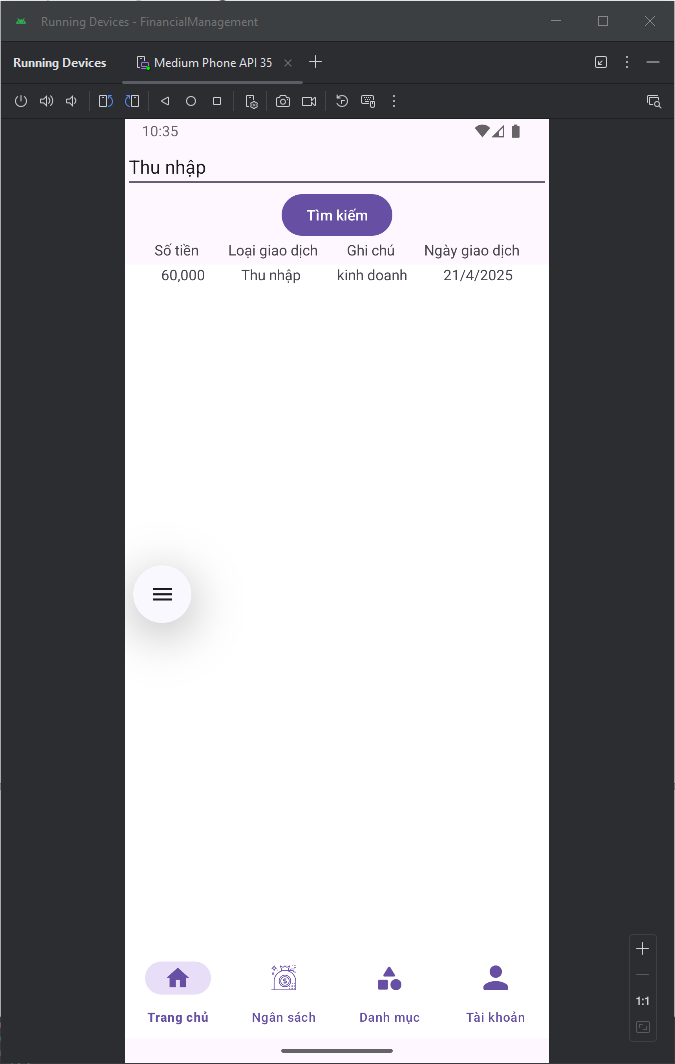 Running Devices - FinancialManagement
Running Devices
Medium Phone API 35
10:35
Thu nhập
Tìm kiếm
Số tiền Loại giao dịch Ghi chú Ngày giao dịch
60,000 Thu nhập kinh doanh 21/4/2025
1:1
Trang chủ Ngân sách Danh mục Tài khoản